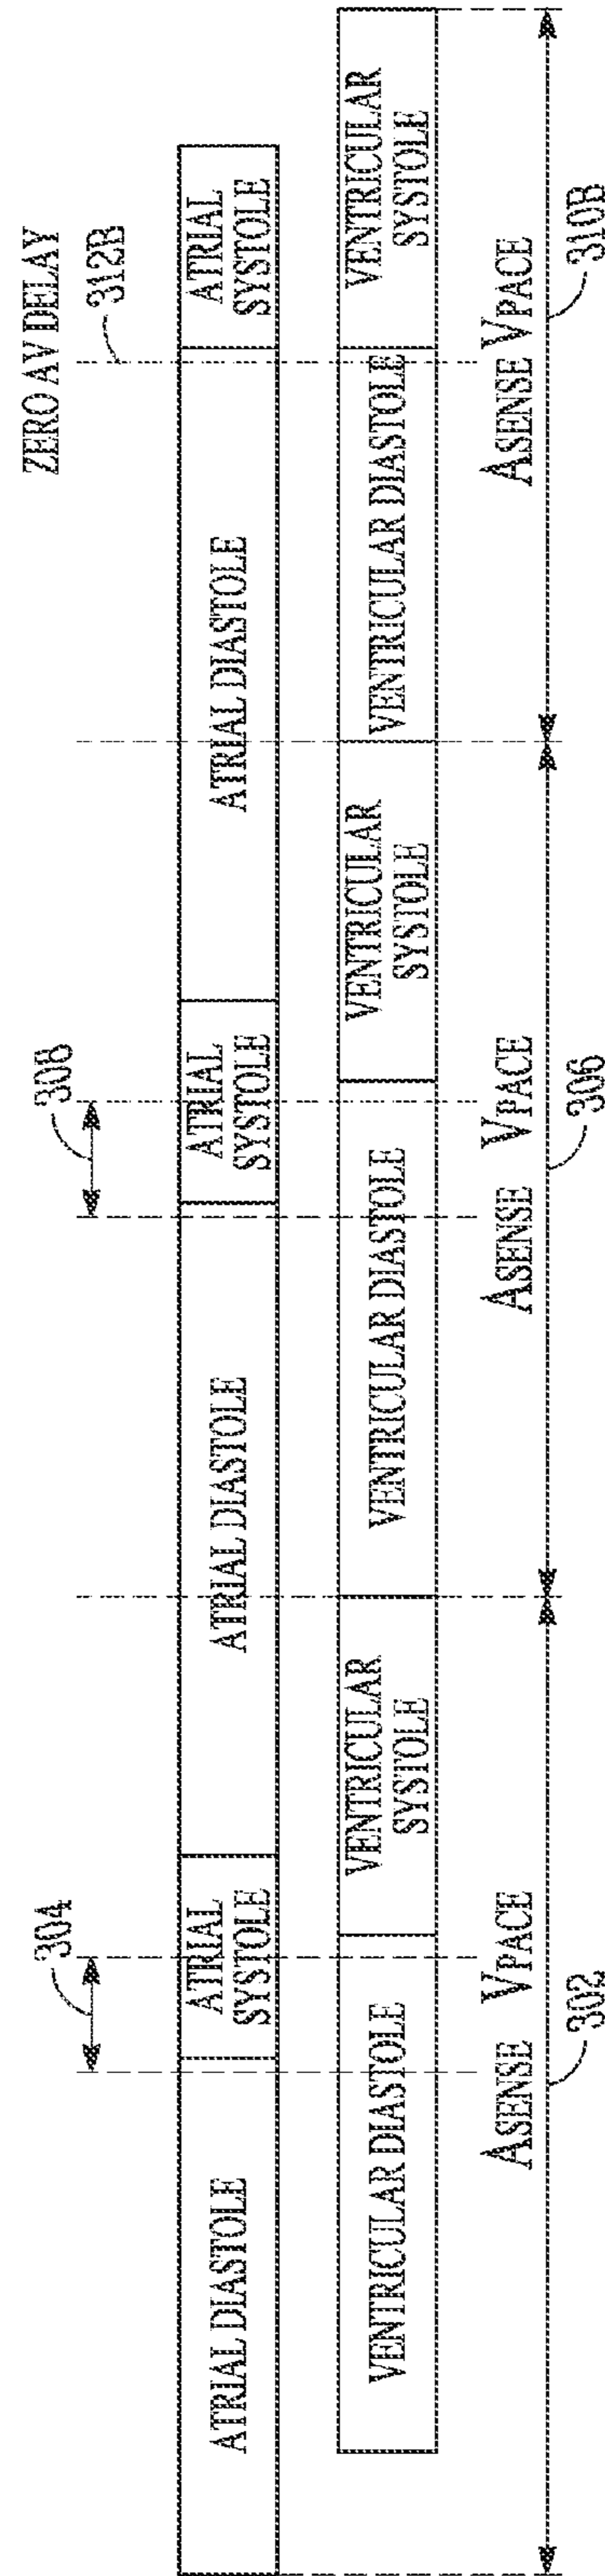 ZERO AV DELAY
304
308
312B
ATRIAL DIASTOLE
ATRIAL
SYSTOLE
ATRIAL DIASTOLE
ATRIAL
SYSTOLE
ATRIAL DIASTOLE
ATRIAL
SYSTOLE
VENTRICULAR DIASTOLE
VENTRICULAR
SYSTOLE
VENTRICULAR DIASTOLE
VENTRICULAR
SYSTOLE
VENTRICULAR DIASTOLE
VENTRICULAR
SYSTOLE
ASENSE VPACE
ASENSE VPACE
ASENSE VPACE
302
306
310B